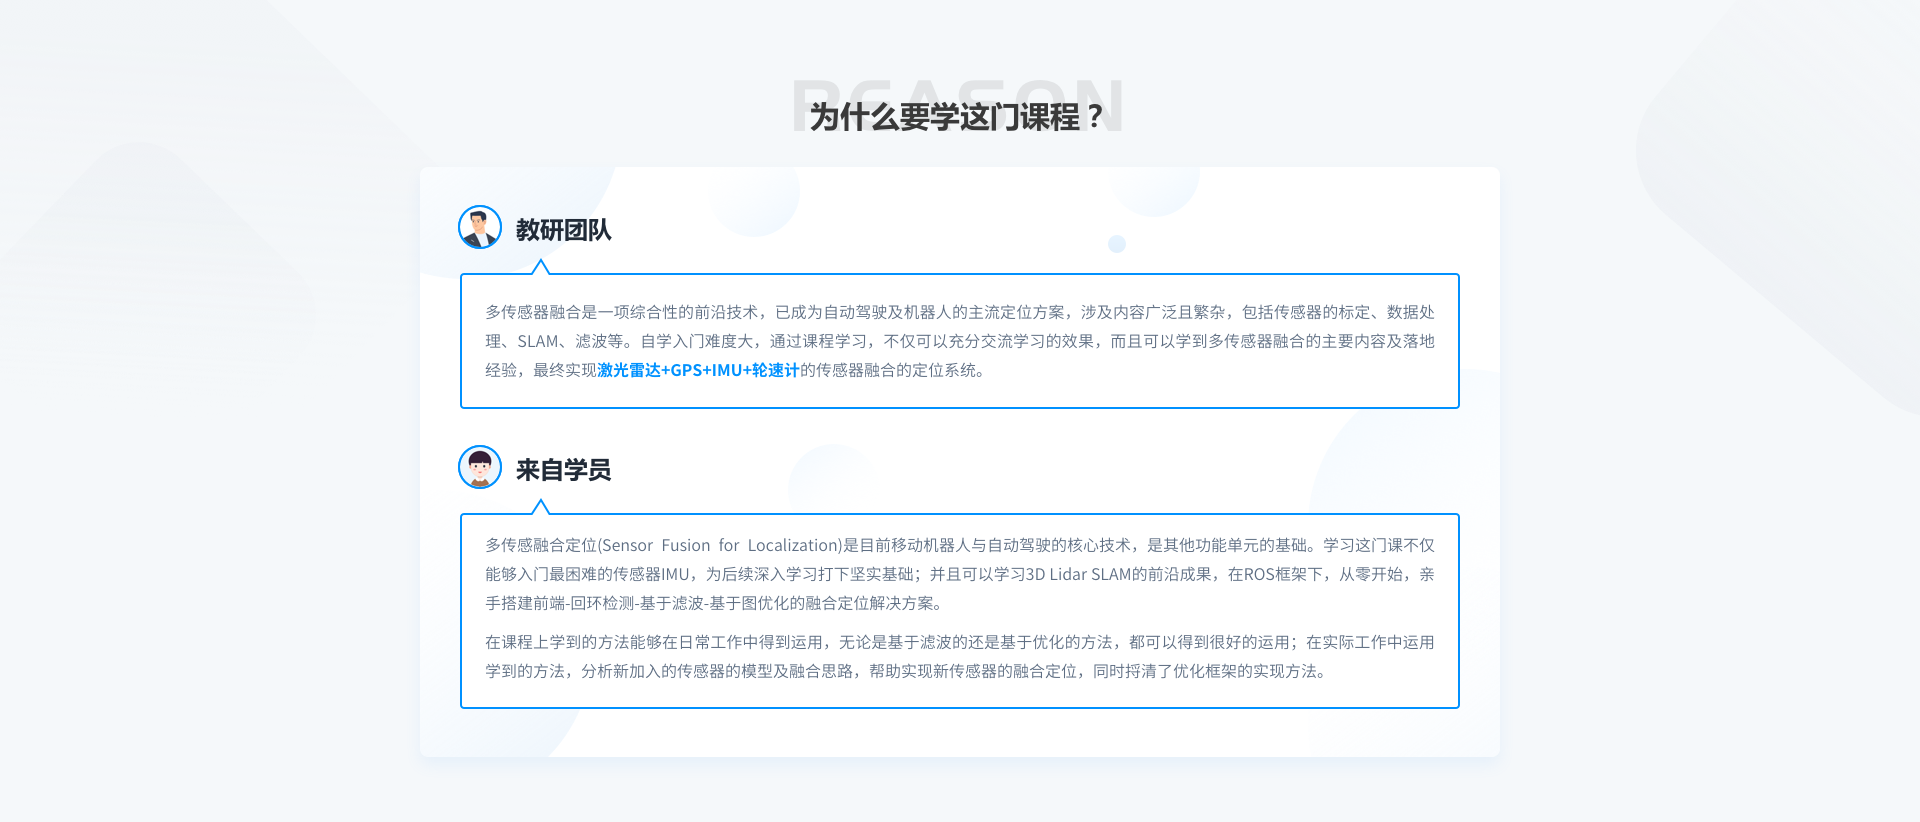 REASON
为什么要学这门课程？
教研团队
多传感器融合是一项综合性的前沿技术，已成为自动驾驶及机器人的主流定位方案，涉及内容广泛且繁杂，包括传感器的标定、数据处
理、SLAM、滤波等。自学入门难度大，通过课程学习，不仅可以充分交流学习的效果，而且可以学到多传感器融合的主要内容及落地
经验，最终实现激光雷达+GPS+IMU+轮速计的传感器融合的定位系统。
来自学员
多传感融合定位(Sensor Fusion for Localization)是目前移动机器人与自动驾驶的核心技术，是其他功能单元的基础。学习这门课不仅
能够入门最困难的传感器IMU，为后续深入学习打下坚实基础；并且可以学习3D Lidar SLAM的前沿成果，在ROS框架下，从零开始，亲
手搭建前端-回环检测-基于滤波-基于图优化的融合定位解决方案。
在课程上学到的方法能够在日常工作中得到运用，无论是基于滤波的还是基于优化的方法，都可以得到很好的运用；在实际工作中运用
学到的方法，分析新加入的传感器的模型及融合思路，帮助实现新传感器的融合定位，同时捋清了优化框架的实现方法。